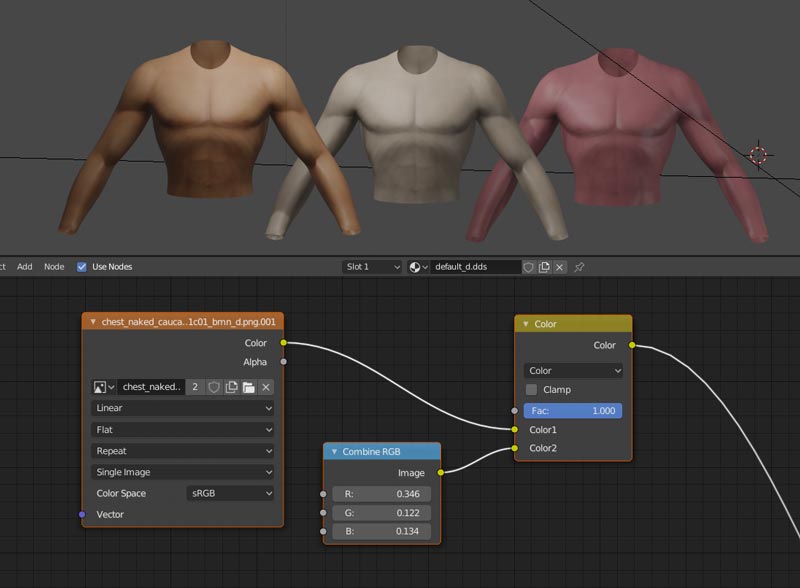 ct Add Node Use Nodes Slot 1 default_d.dds
chest_naked_cauca..1c01_bmn_d.png.001
Color
Alpha
chest_naked.. 2
Linear
Flat
Repeat
Single Image
Color Space sRGB
Vector
Combine RGB
Image
R: 0.346
G: 0.122
B: 0.134
Color
Color
Color
Clamp
Fac: 1.000
Color1
Color2